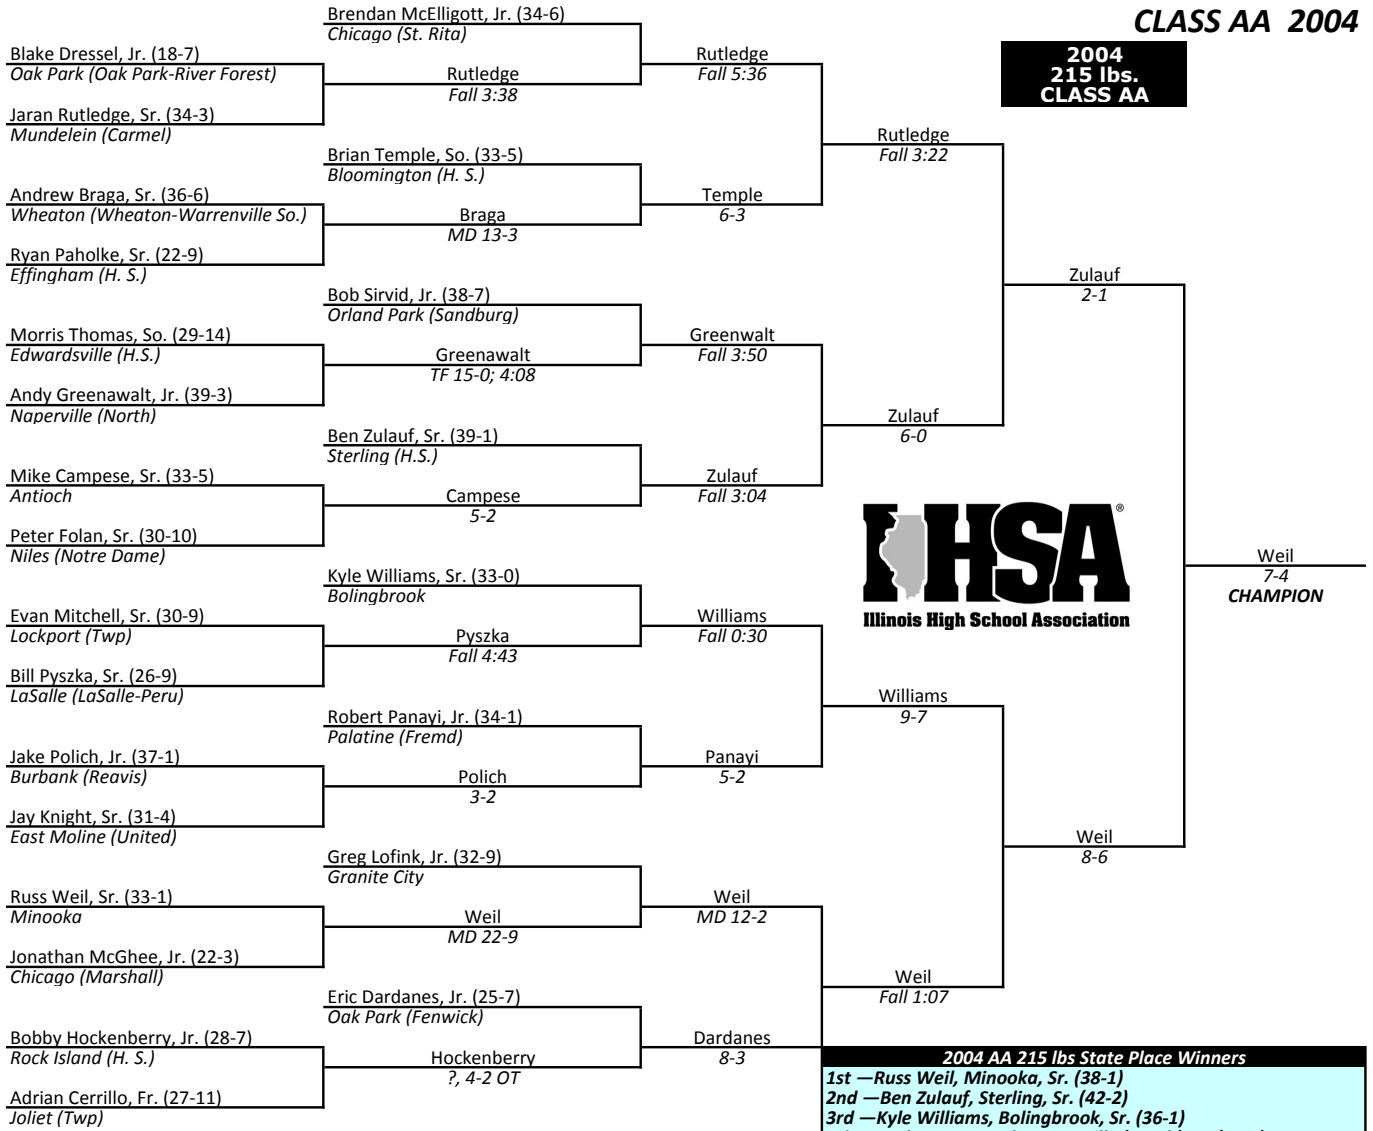 CLASS AA  2004
2004
215 lbs.
CLASS AA
Blake Dressel, Jr. (18-7)
Oak Park (Oak Park-River Forest)
Jaran Rutledge, Sr. (34-3)
Mundelein (Carmel)
Andrew Braga, Sr. (36-6)
Wheaton (Wheaton-Warrenville So.)
Ryan Paholke, Sr. (22-9)
Effingham (H. S.)
Morris Thomas, So. (29-14)
Edwardsville (H.S.)
Andy Greenawalt, Jr. (39-3)
Naperville (North)
Mike Campese, Sr. (33-5)
Antioch
Peter Folan, Sr. (30-10)
Niles (Notre Dame)
Evan Mitchell, Sr. (30-9)
Lockport (Twp)
Bill Pyszka, Sr. (26-9)
LaSalle (LaSalle-Peru)
Jake Polich, Jr. (37-1)
Burbank (Reavis)
Jay Knight, Sr. (31-4)
East Moline (United)
Russ Weil, Sr. (33-1)
Minooka
Jonathan McGhee, Jr. (22-3)
Chicago (Marshall)
Bobby Hockenberry, Jr. (28-7)
Rock Island (H. S.)
Adrian Cerrillo, Fr. (27-11)
Joliet (Twp)
Brendan McElligott, Jr. (34-6)
Chicago (St. Rita)
Rutledge
Fall 3:38
Brian Temple, So. (33-5)
Bloomington (H. S.)
Braga
MD 13-3
Bob Sirvid, Jr. (38-7)
Orland Park (Sandburg)
Greenawalt
TF 15-0; 4:08
Ben Zulauf, Sr. (39-1)
Sterling (H.S.)
Campese
5-2
Kyle Williams, Sr. (33-0)
Bolingbrook
Pyszka
Fall 4:43
Robert Panayi, Jr. (34-1)
Palatine (Fremd)
Polich
3-2
Greg Lofink, Jr. (32-9)
Granite City
Weil
MD 22-9
Eric Dardanes, Jr. (25-7)
Oak Park (Fenwick)
Hockenberry
?, 4-2 OT
Rutledge
Fall 5:36
Temple
6-3
Greenwalt
Fall 3:50
Zulauf
Fall 3:04
Williams
Fall 0:30
Panayi
5-2
Weil
MD 12-2
Dardanes
8-3
Rutledge
Fall 3:22
Zulauf
6-0
Williams
9-7
Weil
Fall 1:07
Zulauf
2-1
Weil
8-6
Weil
7-4
CHAMPION
IHSA®
Illinois High School Association
2004 AA 215 lbs State Place Winners
1st —Russ Weil, Minooka, Sr. (38-1)
2nd —Ben Zulauf, Sterling, Sr. (42-2)
3rd —Kyle Williams, Bolingbrook, Sr. (36-1)